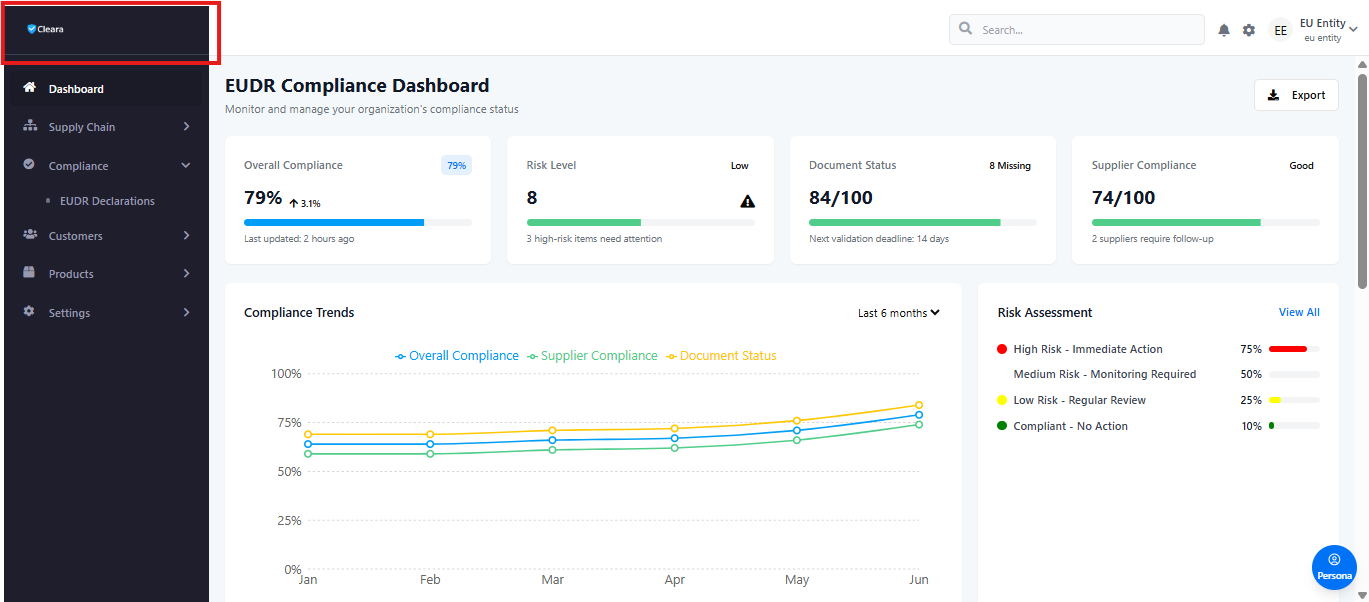 Cleara
Search...
EE
EU Entity
eu entity
Dashboard
Supply Chain
Compliance
EUDR Declarations
Customers
Products
Settings
EUDR Compliance Dashboard
Monitor and manage your organization's compliance status
Export
Overall Compliance
79%
79% 3.1%
Last updated: 2 hours ago
Risk Level
Low
8
3 high-risk items need attention
Document Status
8 Missing
84/100
Next validation deadline: 14 days
Supplier Compliance
Good
74/100
2 suppliers require follow-up
Compliance Trends
Last 6 months
Overall Compliance Supplier Compliance Document Status
100%
75%
50%
25%
0%
Jan Feb Mar Apr May Jun
Risk Assessment
View All
High Risk - Immediate Action 75%
Medium Risk - Monitoring Required 50%
Low Risk - Regular Review 25%
Compliant - No Action 10%
Persona